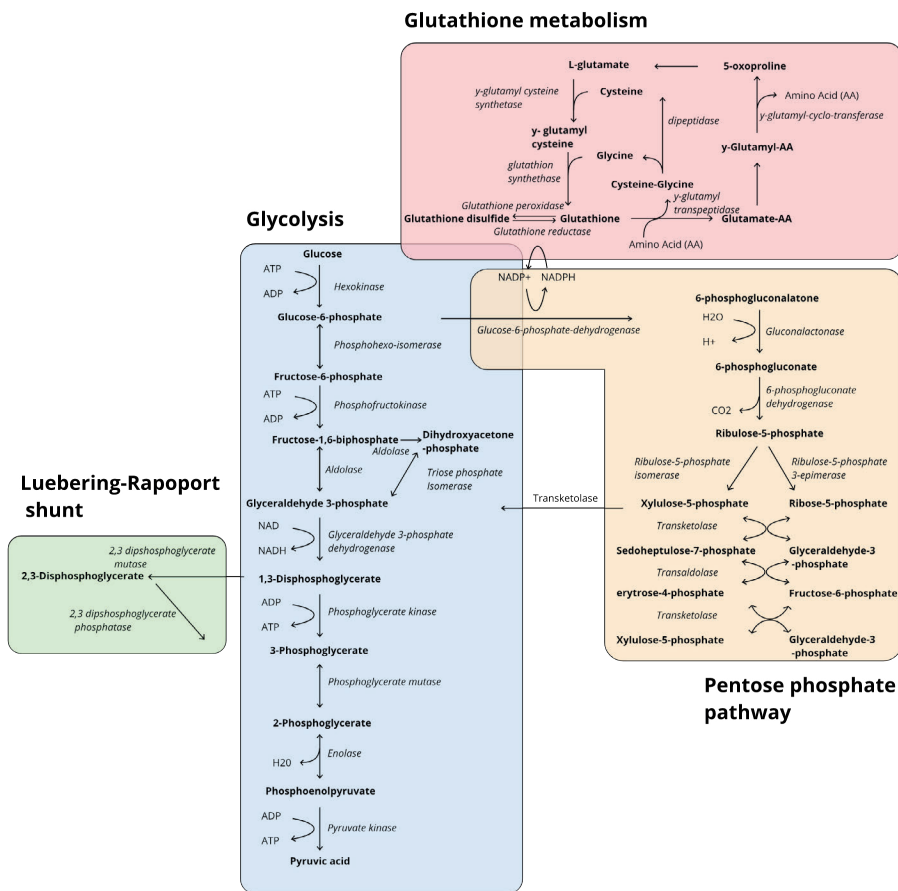 Glutathione metabolism
L-glutamate
5-oxoproline
y-glutamyl cysteine
synthetase
Cysteine
Amino Acid (AA)
y-glutamyl-cyclo-transferase
dipeptidase
y- glutamyl
cysteine
y-Glutamyl-AA
glutathion
synthethase
Glycine
Cysteine-Glycine
y-glutamyl
transpeptidase
Glutathione peroxidase
Glutathione disulfide
Glutathione
Glutamate-AA
Glutathione reductase
Amino Acid (AA)
NADP+
NADPH
Glycolysis
Glucose
ATP
ADP
Hexokinase
Glucose-6-phosphate
Glucose-6-phosphate-dehydrogenase
Phosphohexo-isomerase
Fructose-6-phosphate
ATP
ADP
Phosphofructokinase
Fructose-1,6-biphosphate
Aldolase
Dihydroxyacetone
-phosphate
Aldolase
Triose phosphate
Isomerase
Glyceraldehyde 3-phosphate
Transketolase
NAD
NADH
Glyceraldehyde 3-phosphate
dehydrogenase
1,3-Disphosphoglycerate
ADP
ATP
Phosphoglycerate kinase
3-Phosphoglycerate
Phosphoglycerate mutase
2-Phosphoglycerate
H20
Enolase
Phosphoenolpyruvate
ADP
ATP
Pyruvate kinase
Pyruvic acid
Luebering-Rapoport
shunt
2,3 dipshosphoglycerate
mutase
2,3-Disphosphoglycerate
2,3 dipshosphoglycerate
phosphatase
6-phosphogluconalatone
H2O
H+
Gluconalactonase
6-phosphogluconate
CO2
6-phosphogluconate
dehydrogenase
Ribulose-5-phosphate
Ribulose-5-phosphate
isomerase
Ribulose-5-phosphate
3-epimerase
Xylulose-5-phosphate
Ribose-5-phosphate
Transketolase
Sedoheptulose-7-phosphate
Glyceraldehyde-3
-phosphate
Transaldolase
erytrose-4-phosphate
Fructose-6-phosphate
Transketolase
Xylulose-5-phosphate
Glyceraldehyde-3
-phosphate
Pentose phosphate
pathway